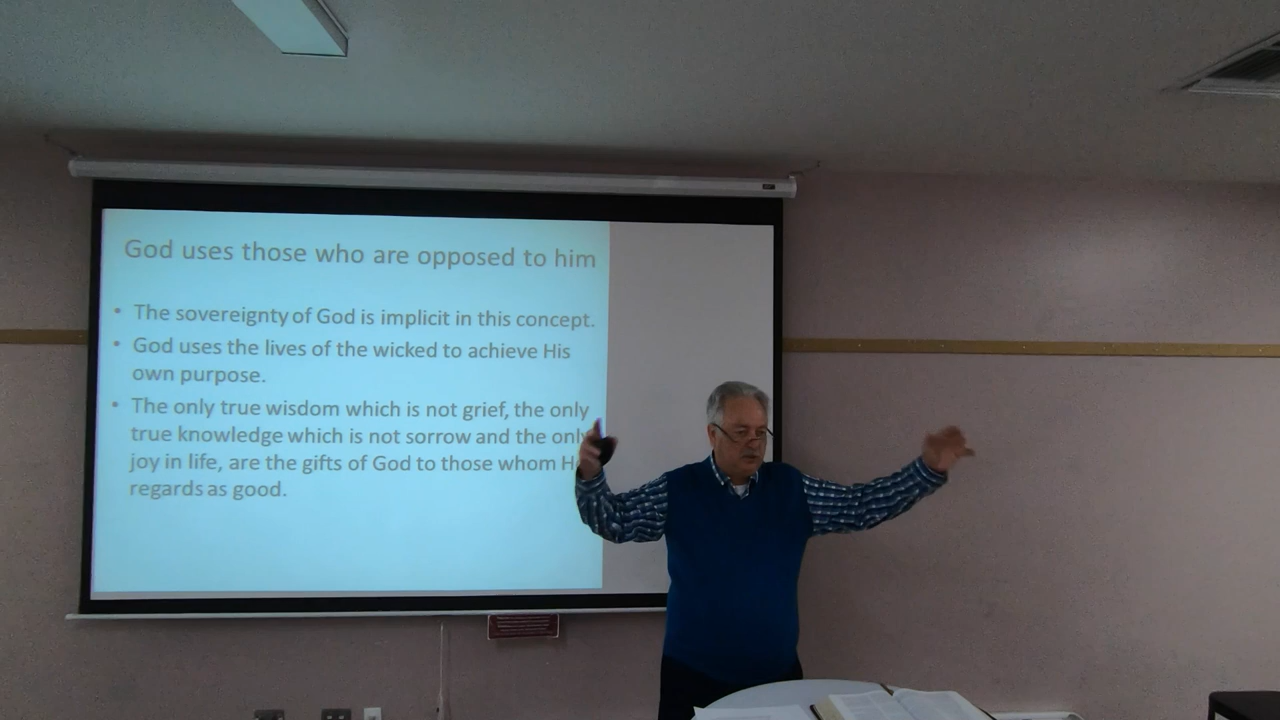 God uses those who are opposed to him
• The sovereignty of God is implicit in this concept.
• God uses the lives of the wicked to achieve His
own purpose.
• The only true wisdom which is not grief, the only
true knowledge which is not sorrow and the only
joy in life, are the gifts of God to those whom H
regards as good.